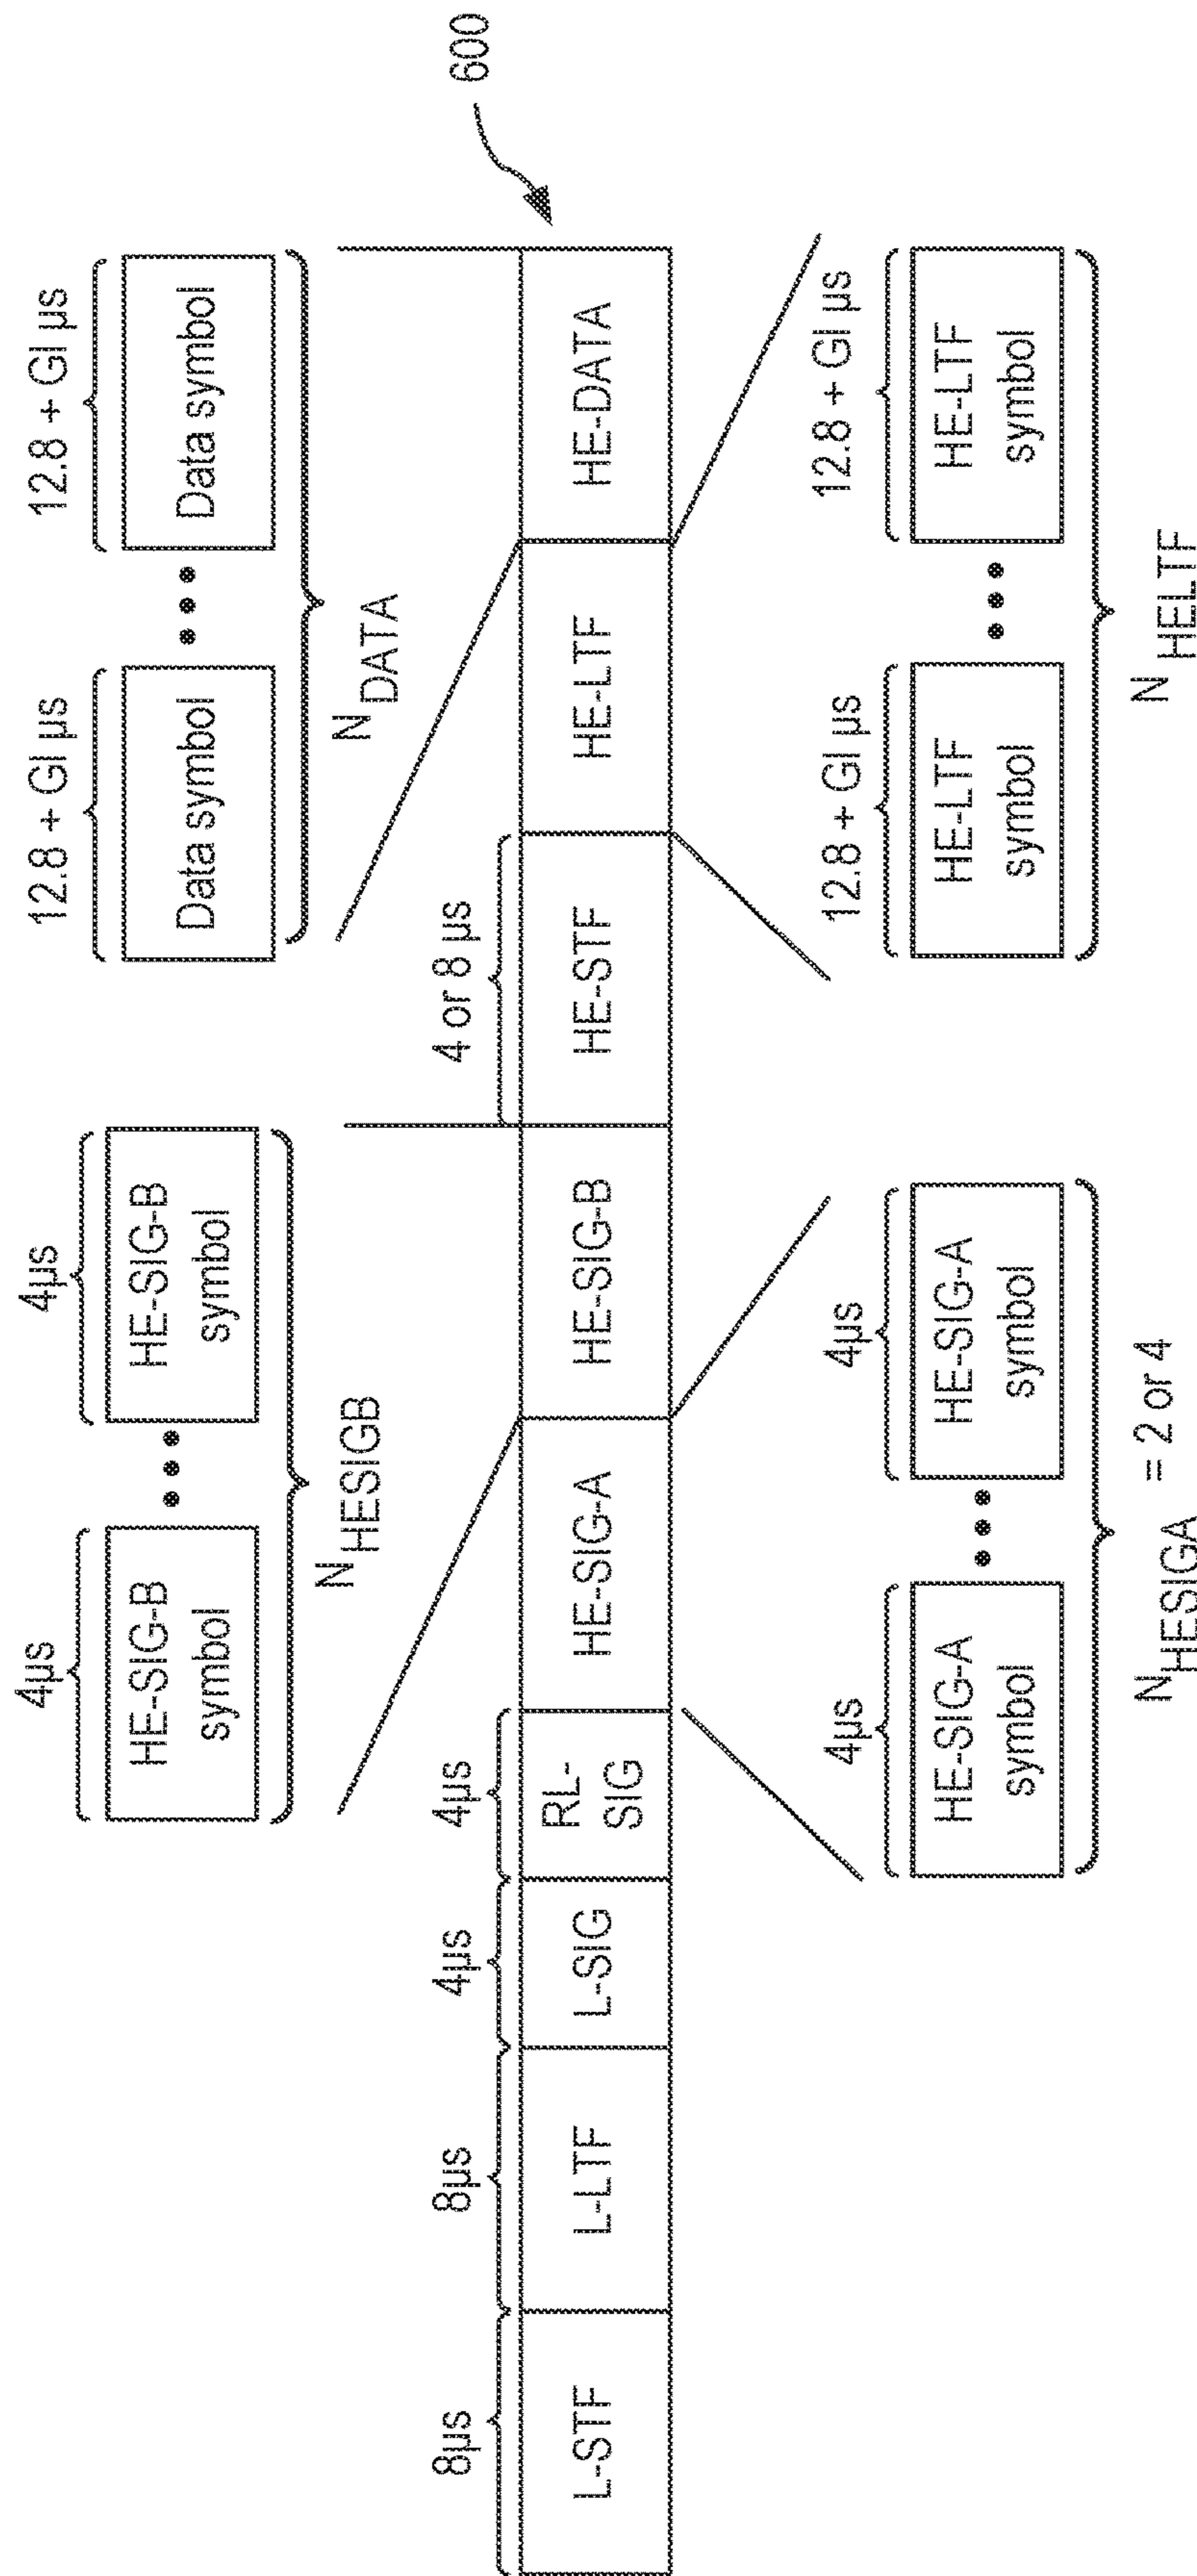 600
4μs
4μs
HE-SIG-B
symbol
HE-SIG-B
symbol
N HESIGB
12.8 + GI μs
12.8 + GI μs
Data symbol
Data symbol
N DATA
8μs
8μs
4μs
4μs
4 or 8 μs
L-STF
L-LTF
L-SIG
RL-
SIG
HE-SIG-A
HE-SIG-B
HE-STF
HE-LTF
HE-DATA
4μs
4μs
HE-SIG-A
symbol
HE-SIG-A
symbol
N HESIGA = 2 or 4
12.8 + GI μs
12.8 + GI μs
HE-LTF
symbol
HE-LTF
symbol
N HELTF